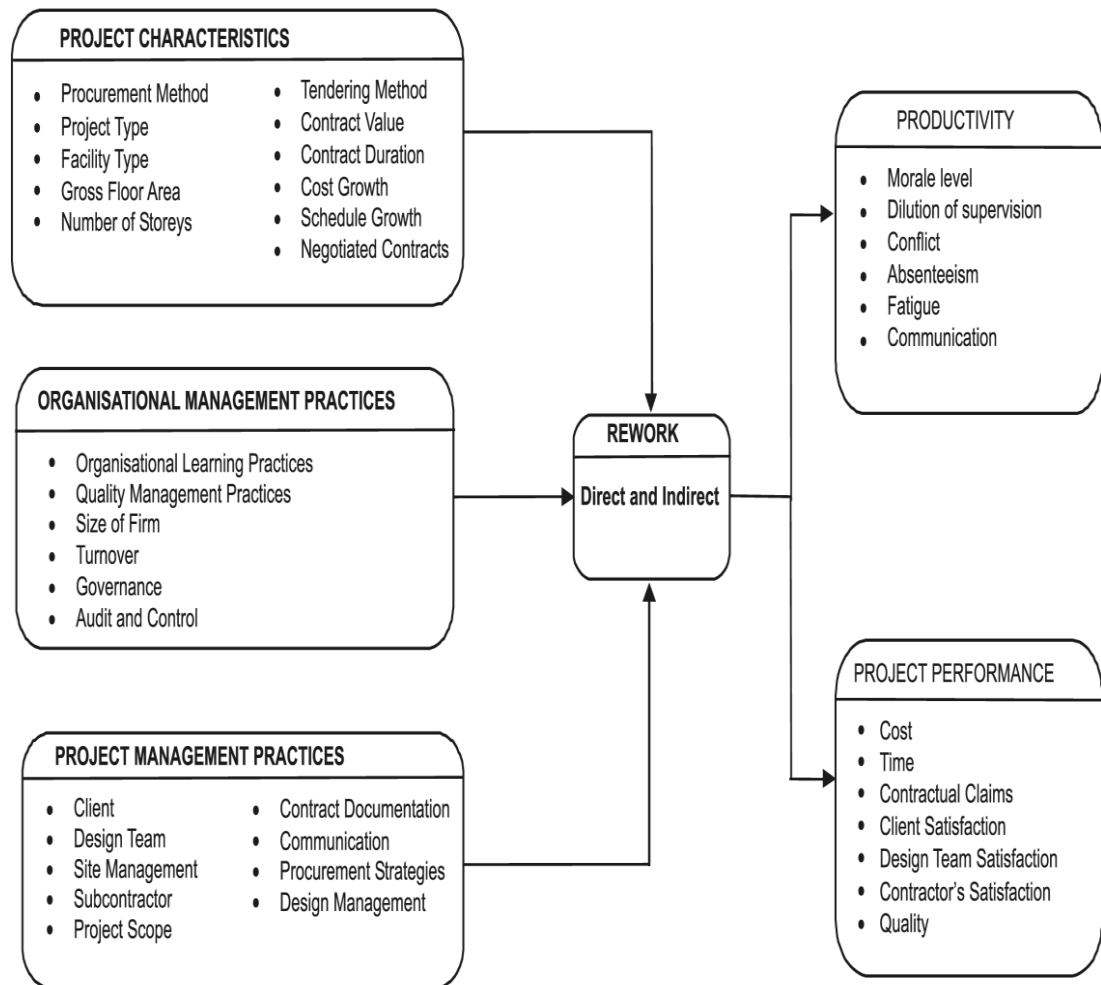 PROJECT CHARACTERISTICS
• Procurement Method
• Project Type
• Facility Type
• Gross Floor Area
• Number of Storeys
• Tendering Method
• Contract Value
• Contract Duration
• Cost Growth
• Schedule Growth
• Negotiated Contracts
ORGANISATIONAL MANAGEMENT PRACTICES
• Organisational Learning Practices
• Quality Management Practices
• Size of Firm
• Turnover
• Governance
• Audit and Control
PROJECT MANAGEMENT PRACTICES
• Client
• Design Team
• Site Management
• Subcontractor
• Project Scope
• Contract Documentation
• Communication
• Procurement Strategies
• Design Management
REWORK
Direct and Indirect
PRODUCTIVITY
• Morale level
• Dilution of supervision
• Conflict
• Absenteeism
• Fatigue
• Communication
PROJECT PERFORMANCE
• Cost
• Time
• Contractual Claims
• Client Satisfaction
• Design Team Satisfaction
• Contractor’s Satisfaction
• Quality